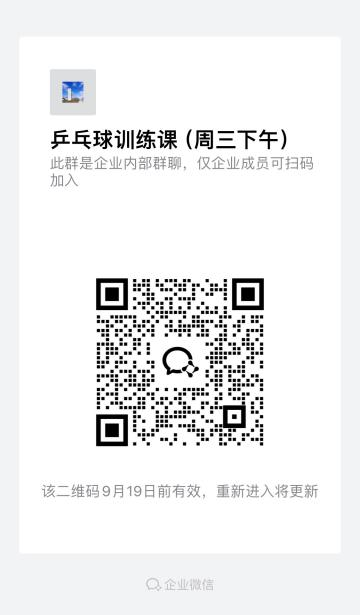 乒乓球训练课（周三下午）
此群是企业内部群聊，仅企业成员可扫码
加入
该二维码9月19日前有效，重新进入将更新
企业微信